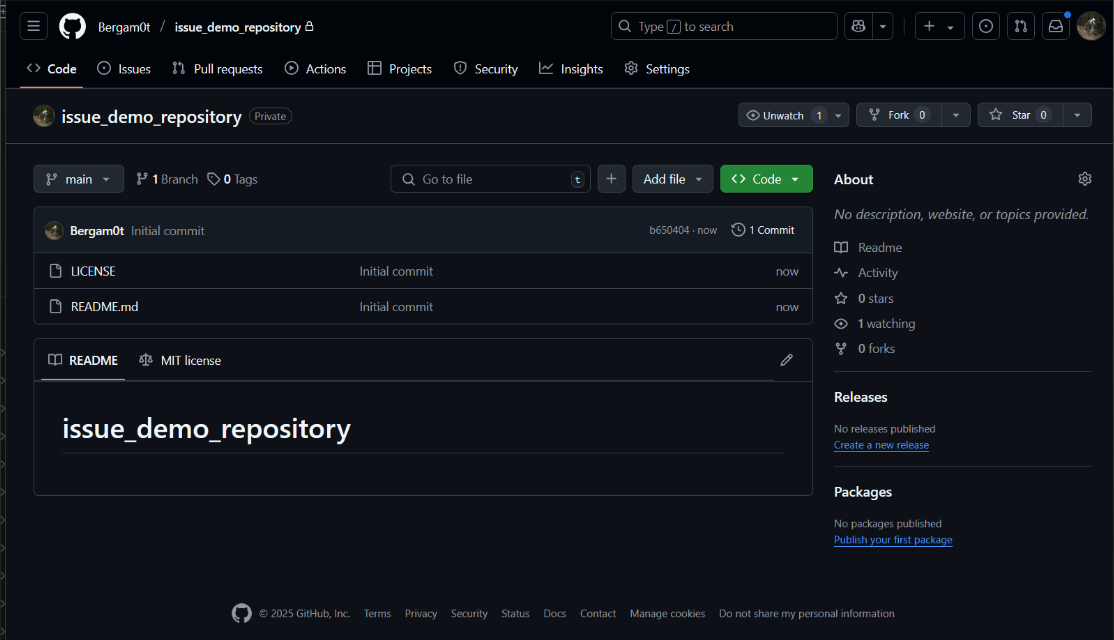 Bergam0t / issue_demo_repository
Type / to search
Code Issues Pull requests Actions Projects Security Insights Settings
issue_demo_repository Private
Unwatch 1 Fork 0 Star 0
main 1 Branch 0 Tags
Go to file t
Add file Code
Bergam0t Initial commit b650404 · now 1 Commit
LICENSE Initial commit now
README.md Initial commit now
README MIT license
issue_demo_repository
About
No description, website, or topics provided.
Readme
Activity
0 stars
1 watching
0 forks
Releases
No releases published
Create a new release
Packages
No packages published
Publish your first package
© 2025 GitHub, Inc. Terms Privacy Security Status Docs Contact Manage cookies Do not share my personal information